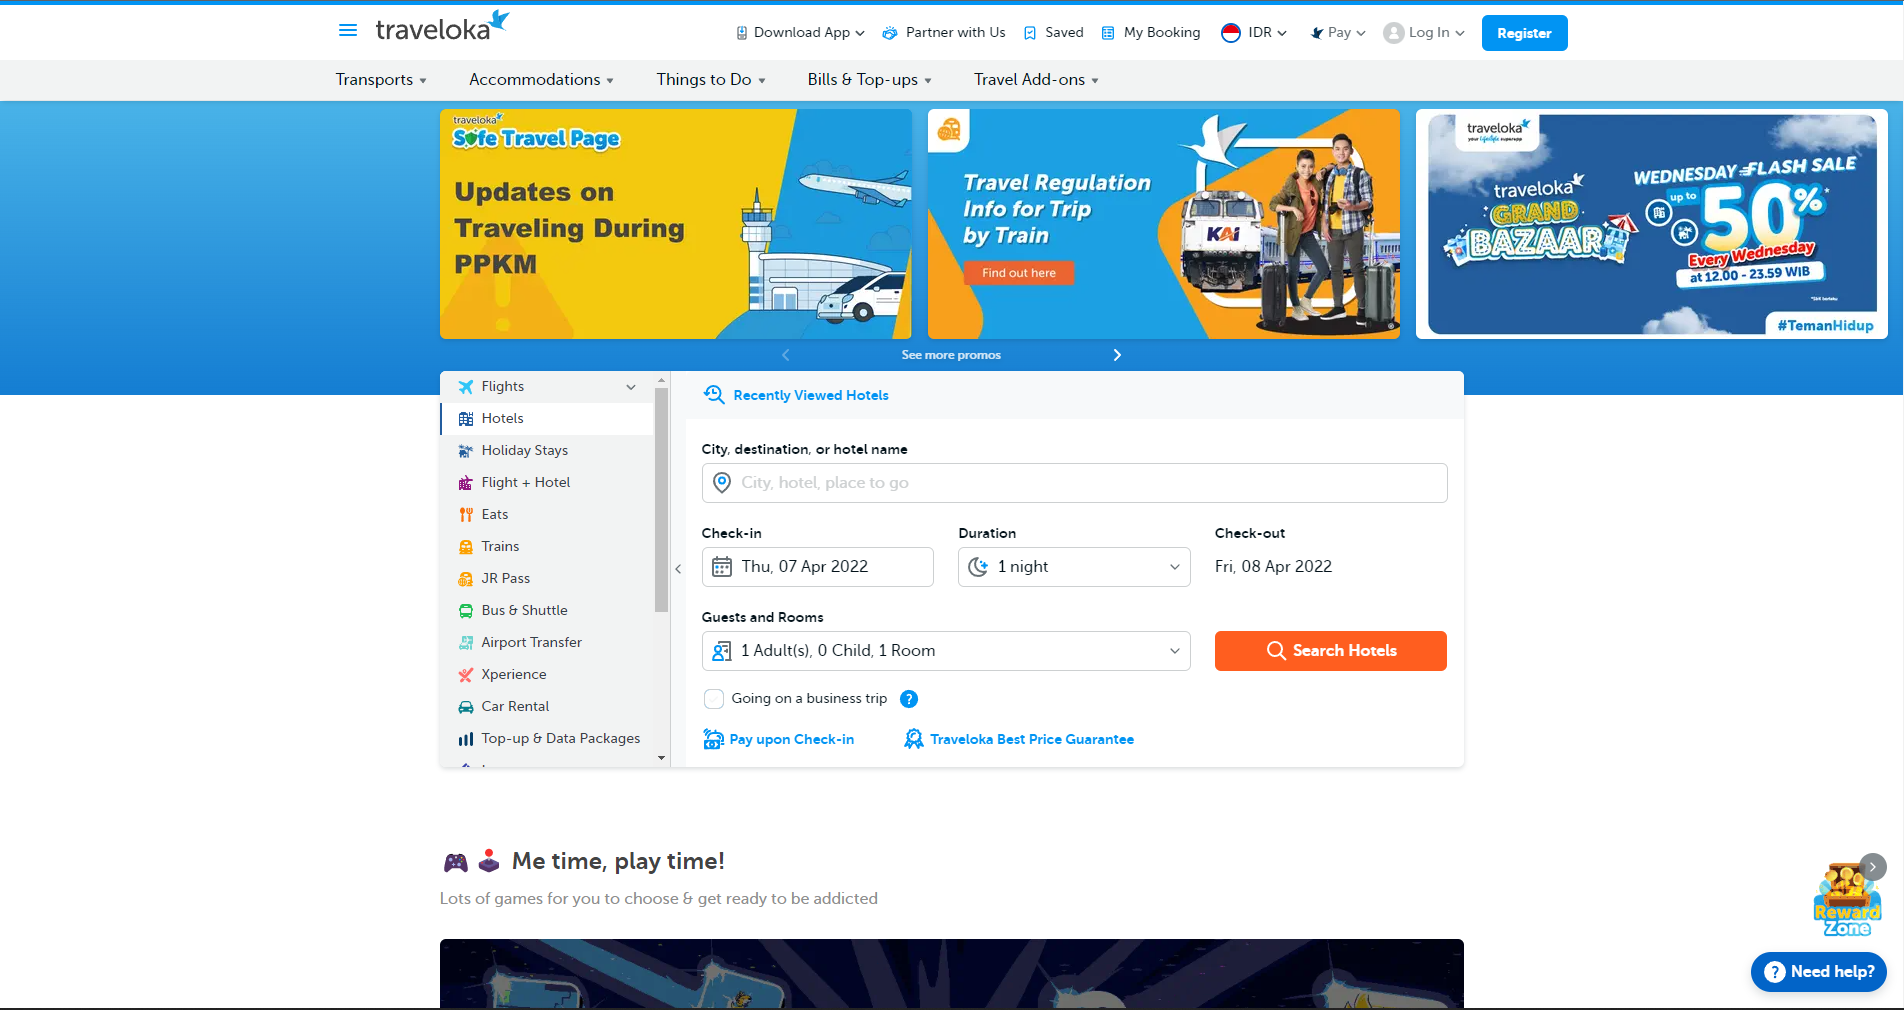 traveloka
Download App
Partner with Us
Saved
My Booking
IDR
Pay
Log In
Register
Transports
Accommodations
Things to Do
Bills & Top-ups
Travel Add-ons
traveloka
Safe Travel Page
Updates on
Traveling During
PPKM
Travel Regulation
Info for Trip
by Train
Find out here
KAI
traveloka
your lifestyle superapp
traveloka
GRAND
BAZAAR
WEDNESDAY FLASH SALE
up to
50%*
Every Wednesday
at 12.00 - 23.59 WIB
#TemanHidup
See more promos
Flights
Hotels
Holiday Stays
Flight + Hotel
Eats
Trains
JR Pass
Bus & Shuttle
Airport Transfer
Xperience
Car Rental
Top-up & Data Packages
Recently Viewed Hotels
City, destination, or hotel name
City, hotel, place to go
Check-in
Duration
Check-out
Thu, 07 Apr 2022
1 night
Fri, 08 Apr 2022
Guests and Rooms
1 Adult(s), 0 Child, 1 Room
Search Hotels
Going on a business trip
?
Pay upon Check-in
Traveloka Best Price Guarantee
Me time, play time!
Lots of games for you to choose & get ready to be addicted
Reward
Zone
? Need help?